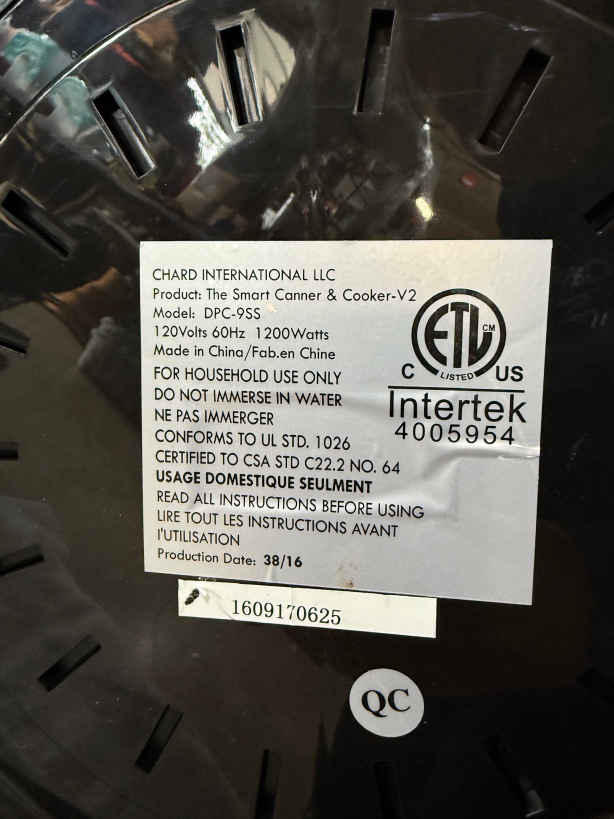 CHARD INTERNATIONAL LLC
Product: The Smart Canner & Cooker-V2
Model: DPC-9SS
120Volts 60Hz 1200Watts
Made in China/Fab.en Chine
FOR HOUSEHOLD USE ONLY
DO NOT IMMERSE IN WATER
NE PAS IMMERGER
CONFORMS TO UL STD. 1026
CERTIFIED TO CSA STD C22.2 NO. 64
USAGE DOMESTIQUE SEULMENT
READ ALL INSTRUCTIONS BEFORE USING
LIRE TOUT LES INSTRUCTIONS AVANT
I'UTILISATION
Production Date: 38/16
ETL CM
C LISTED US
Intertek
4005954
1609170625
QC